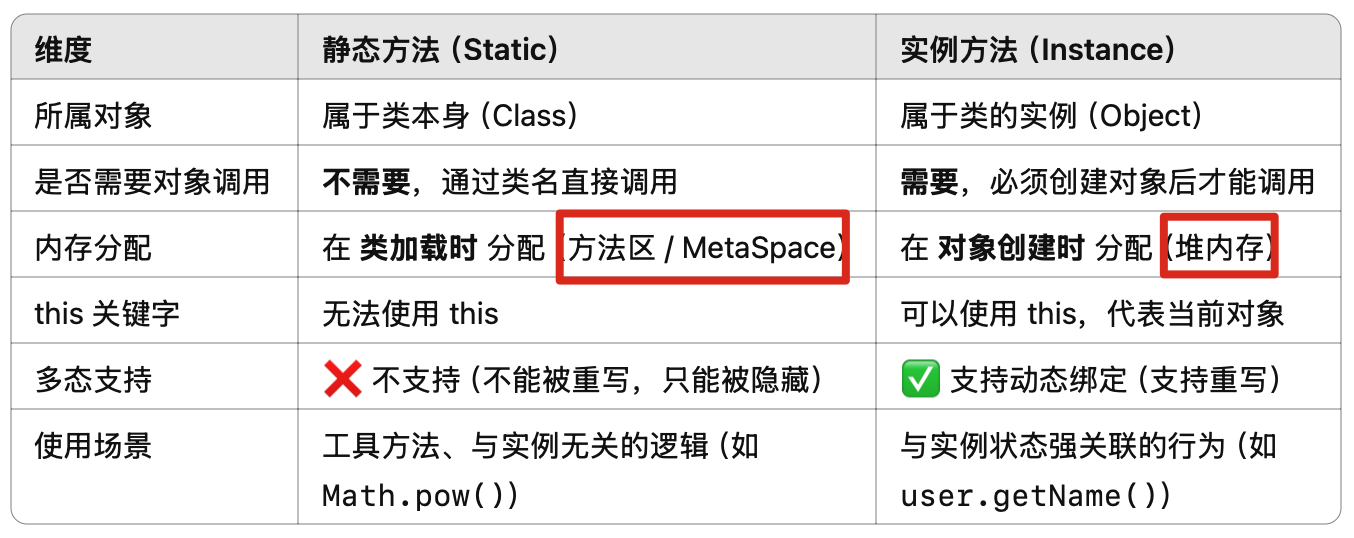 维度 静态方法（Static） 实例方法（Instance）
所属对象 属于类本身（Class） 属于类的实例（Object）
是否需要对象调用 不需要，通过类名直接调用 需要，必须创建对象后才能调用
内存分配 在 类加载时 分配（方法区 / MetaSpace） 在 对象创建时 分配（堆内存）
this 关键字 无法使用 this 可以使用 this，代表当前对象
多态支持 ❌ 不支持（不能被重写，只能被隐藏） ✅ 支持动态绑定（支持重写）
使用场景 工具方法、与实例无关的逻辑（如 与实例状态强关联的行为（如
Math.pow()） user.getName()）